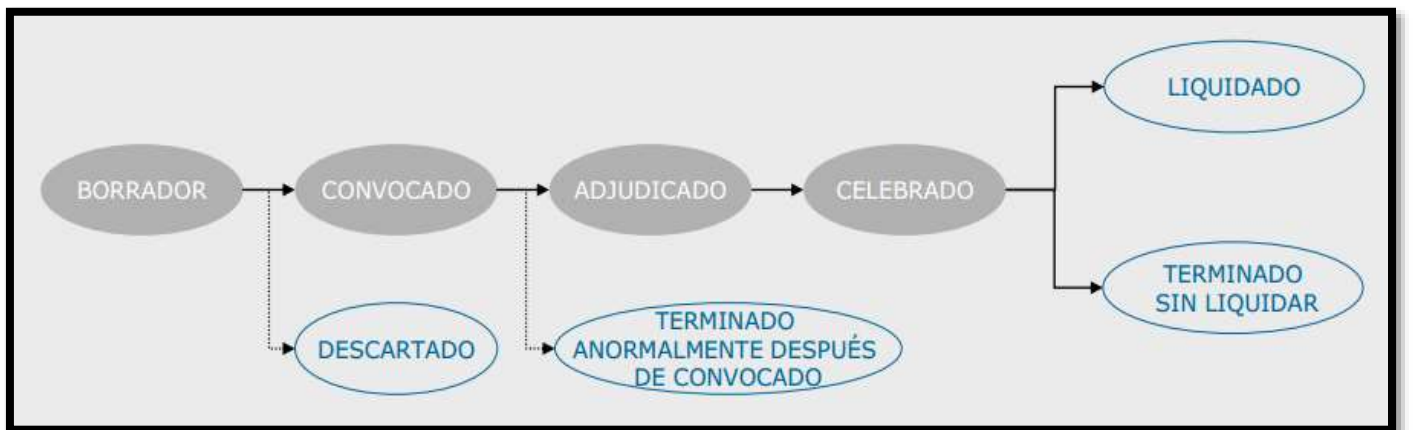 LIQUIDADO
BORRADOR
CONVOCADO
ADJUDICADO
CELEBRADO
TERMINADO
SIN LIQUIDAR
DESCARTADO
TERMINADO
ANORMALMENTE DESPUÉS
DE CONVOCADO